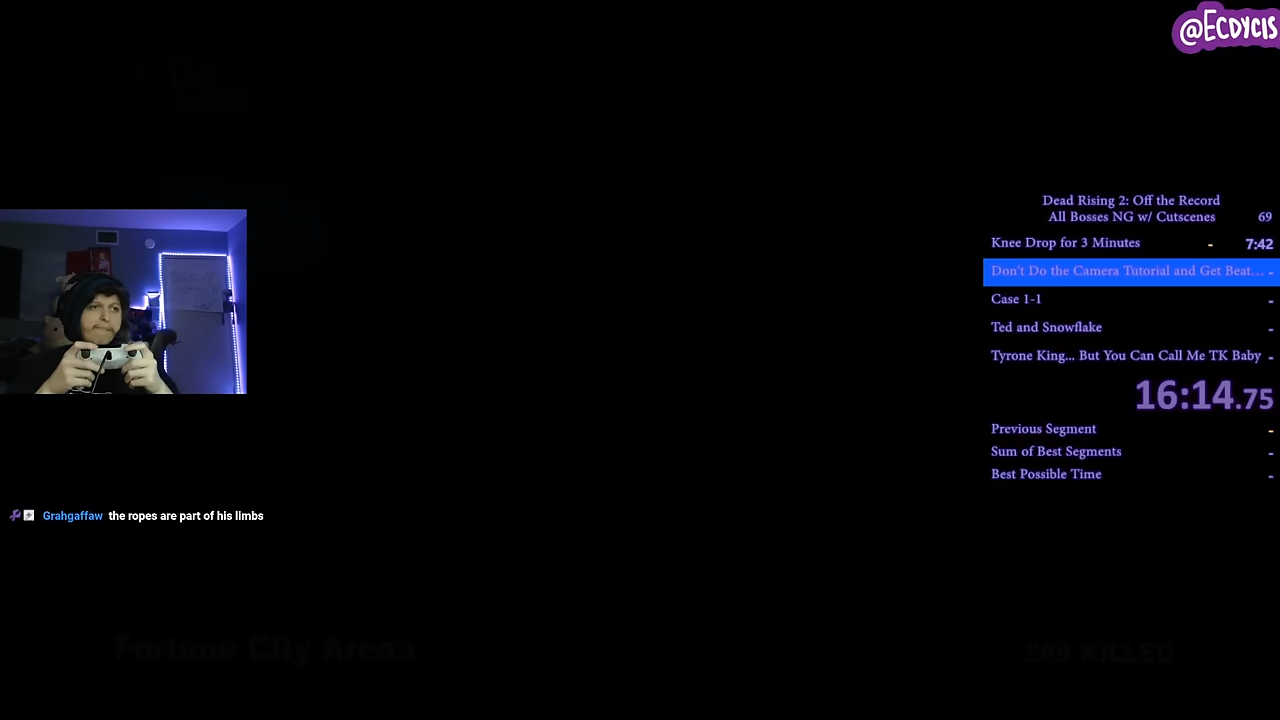 @ECDYCIS
Dead Rising 2: Off the Record
All Bosses NG w/ Cutscenes 69
Knee Drop for 3 Minutes - 7:42
Don't Do the Camera Tutorial and Get Beat... -
Case 1-1 -
Ted and Snowflake -
Tyrone King... But You Can Call Me TK Baby -
16:14.75
Previous Segment -
Sum of Best Segments -
Best Possible Time -
Grahgaffaw the ropes are part of his limbs
Fortune City Arena
289 KILLED